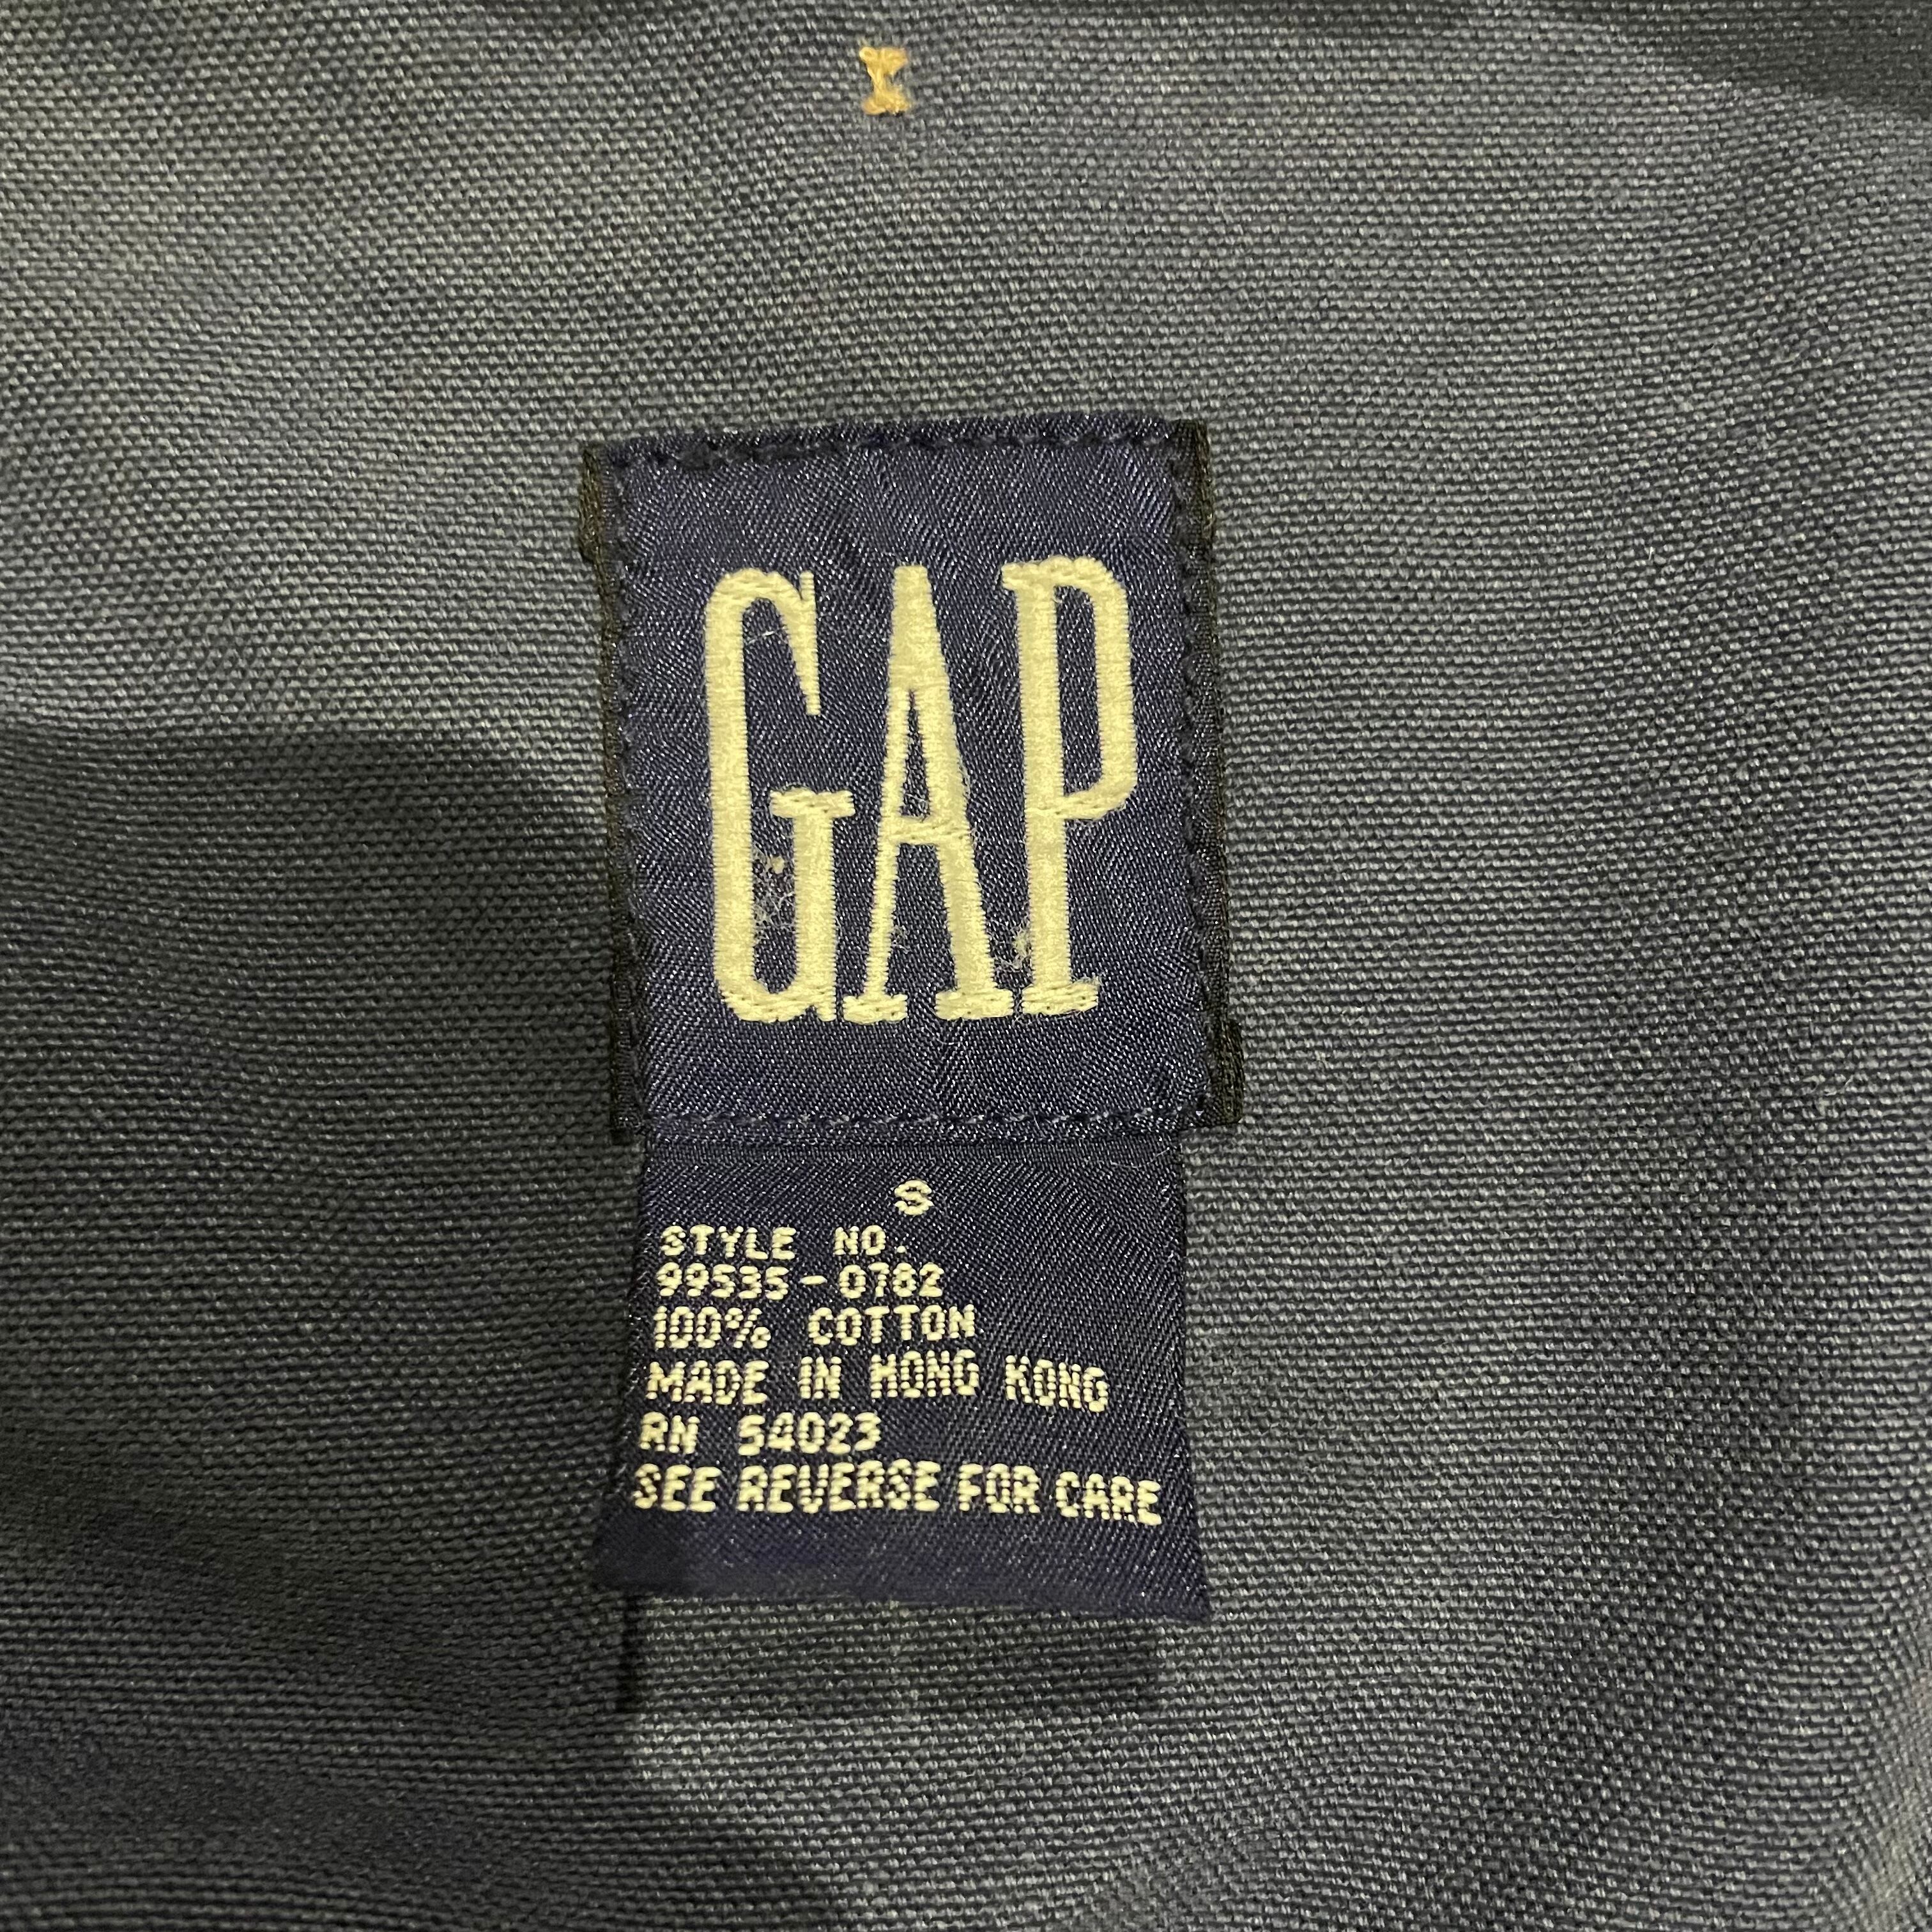 GAP
S
STYLE NO.
99535-0782
100% COTTON
MADE IN HONG KONG
RN 54023
SEE REVERSE FOR CARE